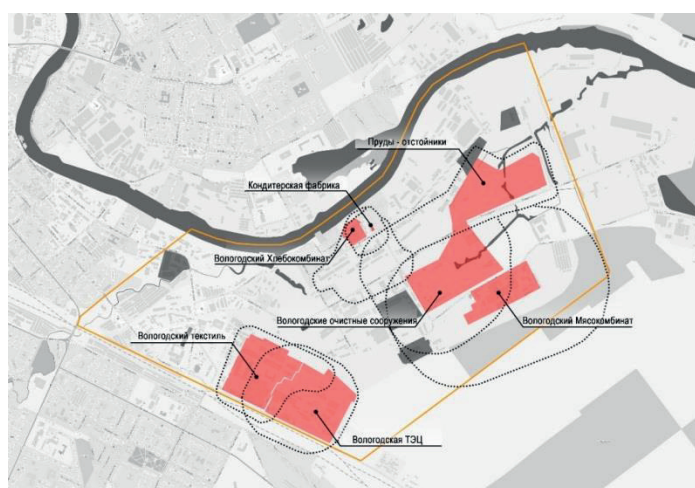 Пруды - отстойники
Кондитерская фабрика
Вологодский Хлебокомбинат
Вологодские очистные сооружения
Вологодский Мясокомбинат
Вологодский текстиль
Вологодская ТЭЦ